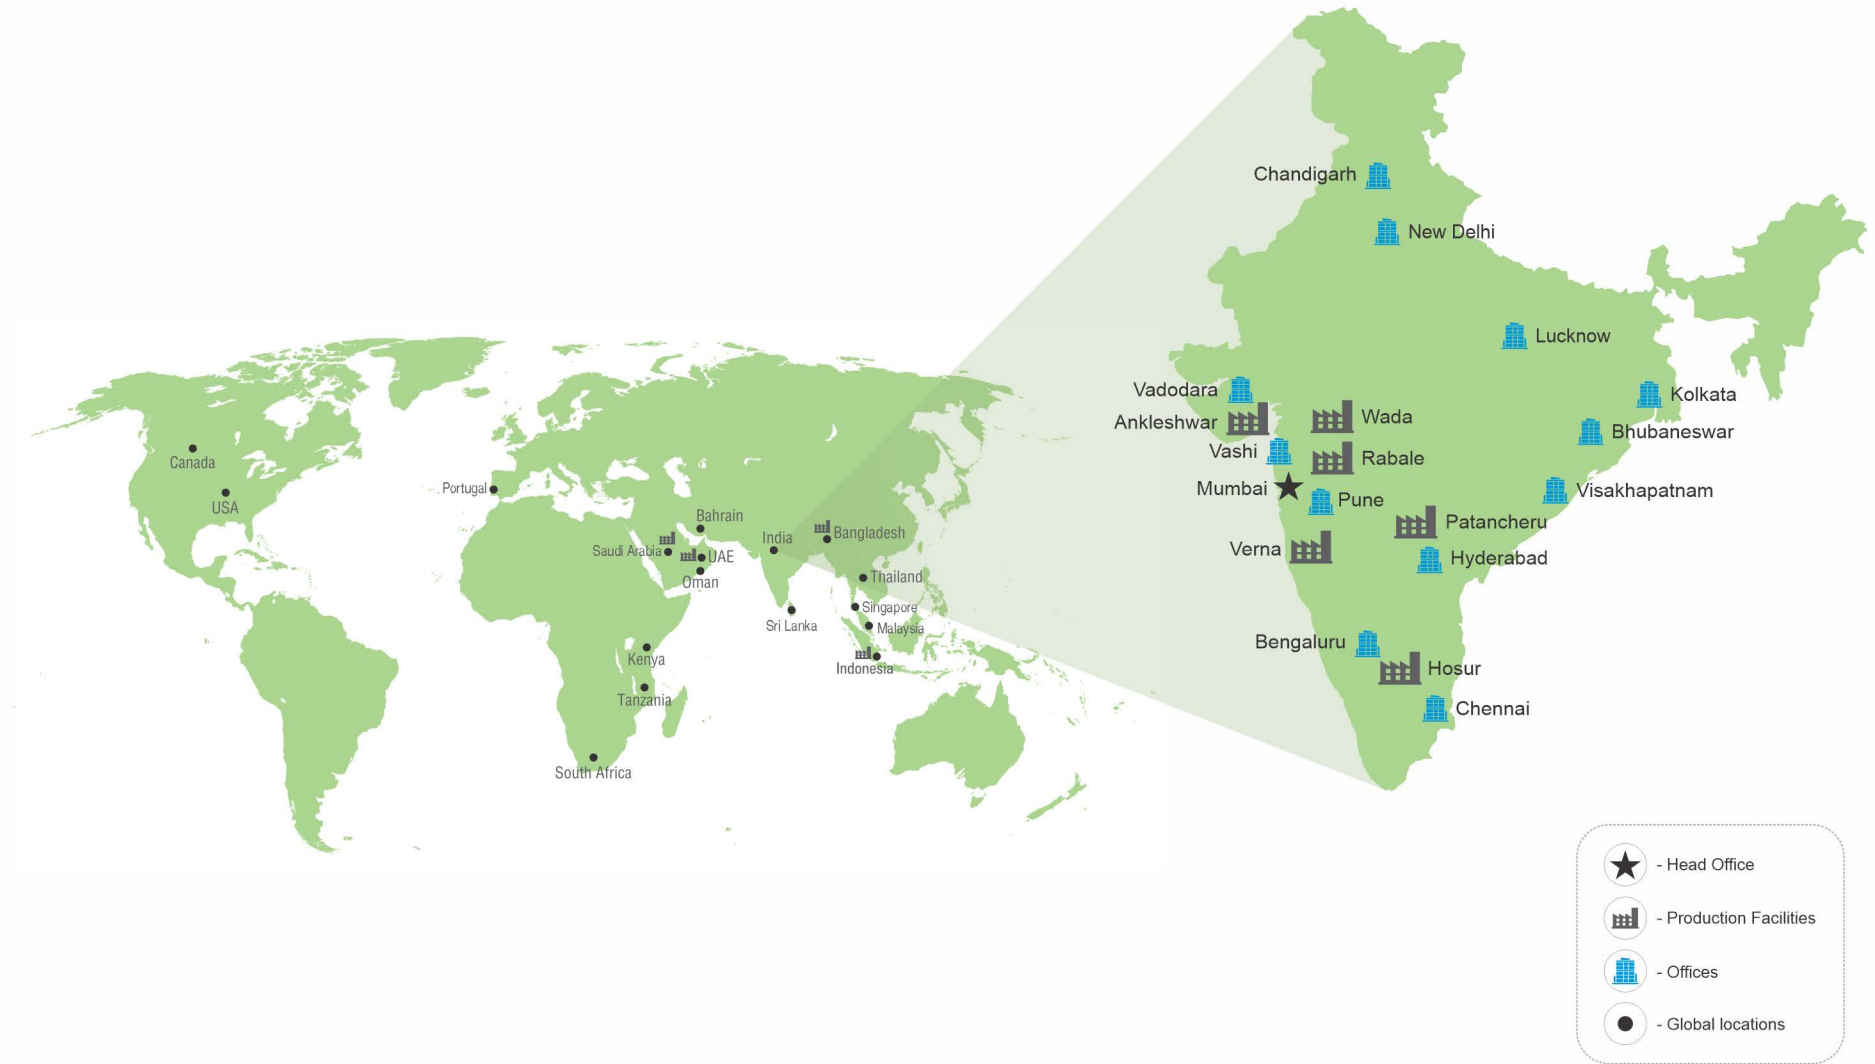 Chandigarh
New Delhi
Lucknow
Vadodara
Kolkata
Ankleshwar
Wada
Bhubaneswar
Vashi
Rabale
Mumbai
Pune
Visakhapatnam
Patancheru
Verna
Hyderabad
Bengaluru
Hosur
Chennai
Canada
USA
Portugal
Bahrain
Saudi Arabia
UAE
Oman
India
Bangladesh
Thailand
Singapore
Sri Lanka
Malaysia
Indonesia
Kenya
Tanzania
South Africa
- Head Office
- Production Facilities
- Offices
- Global locations